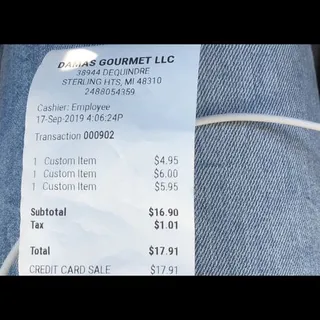 DAMAS GOURMET LLC
38944 DEQUINDRE
STERLING HTS, MI 48310
2488054359
Cashier: Employee
17-Sep-2019 4:06:24P
Transaction 000902
1 Custom Item $4.95
1 Custom Item $6.00
1 Custom Item $5.95
Subtotal $16.90
Tax $1.01
Total $17.91
CREDIT CARD SALE $17.91